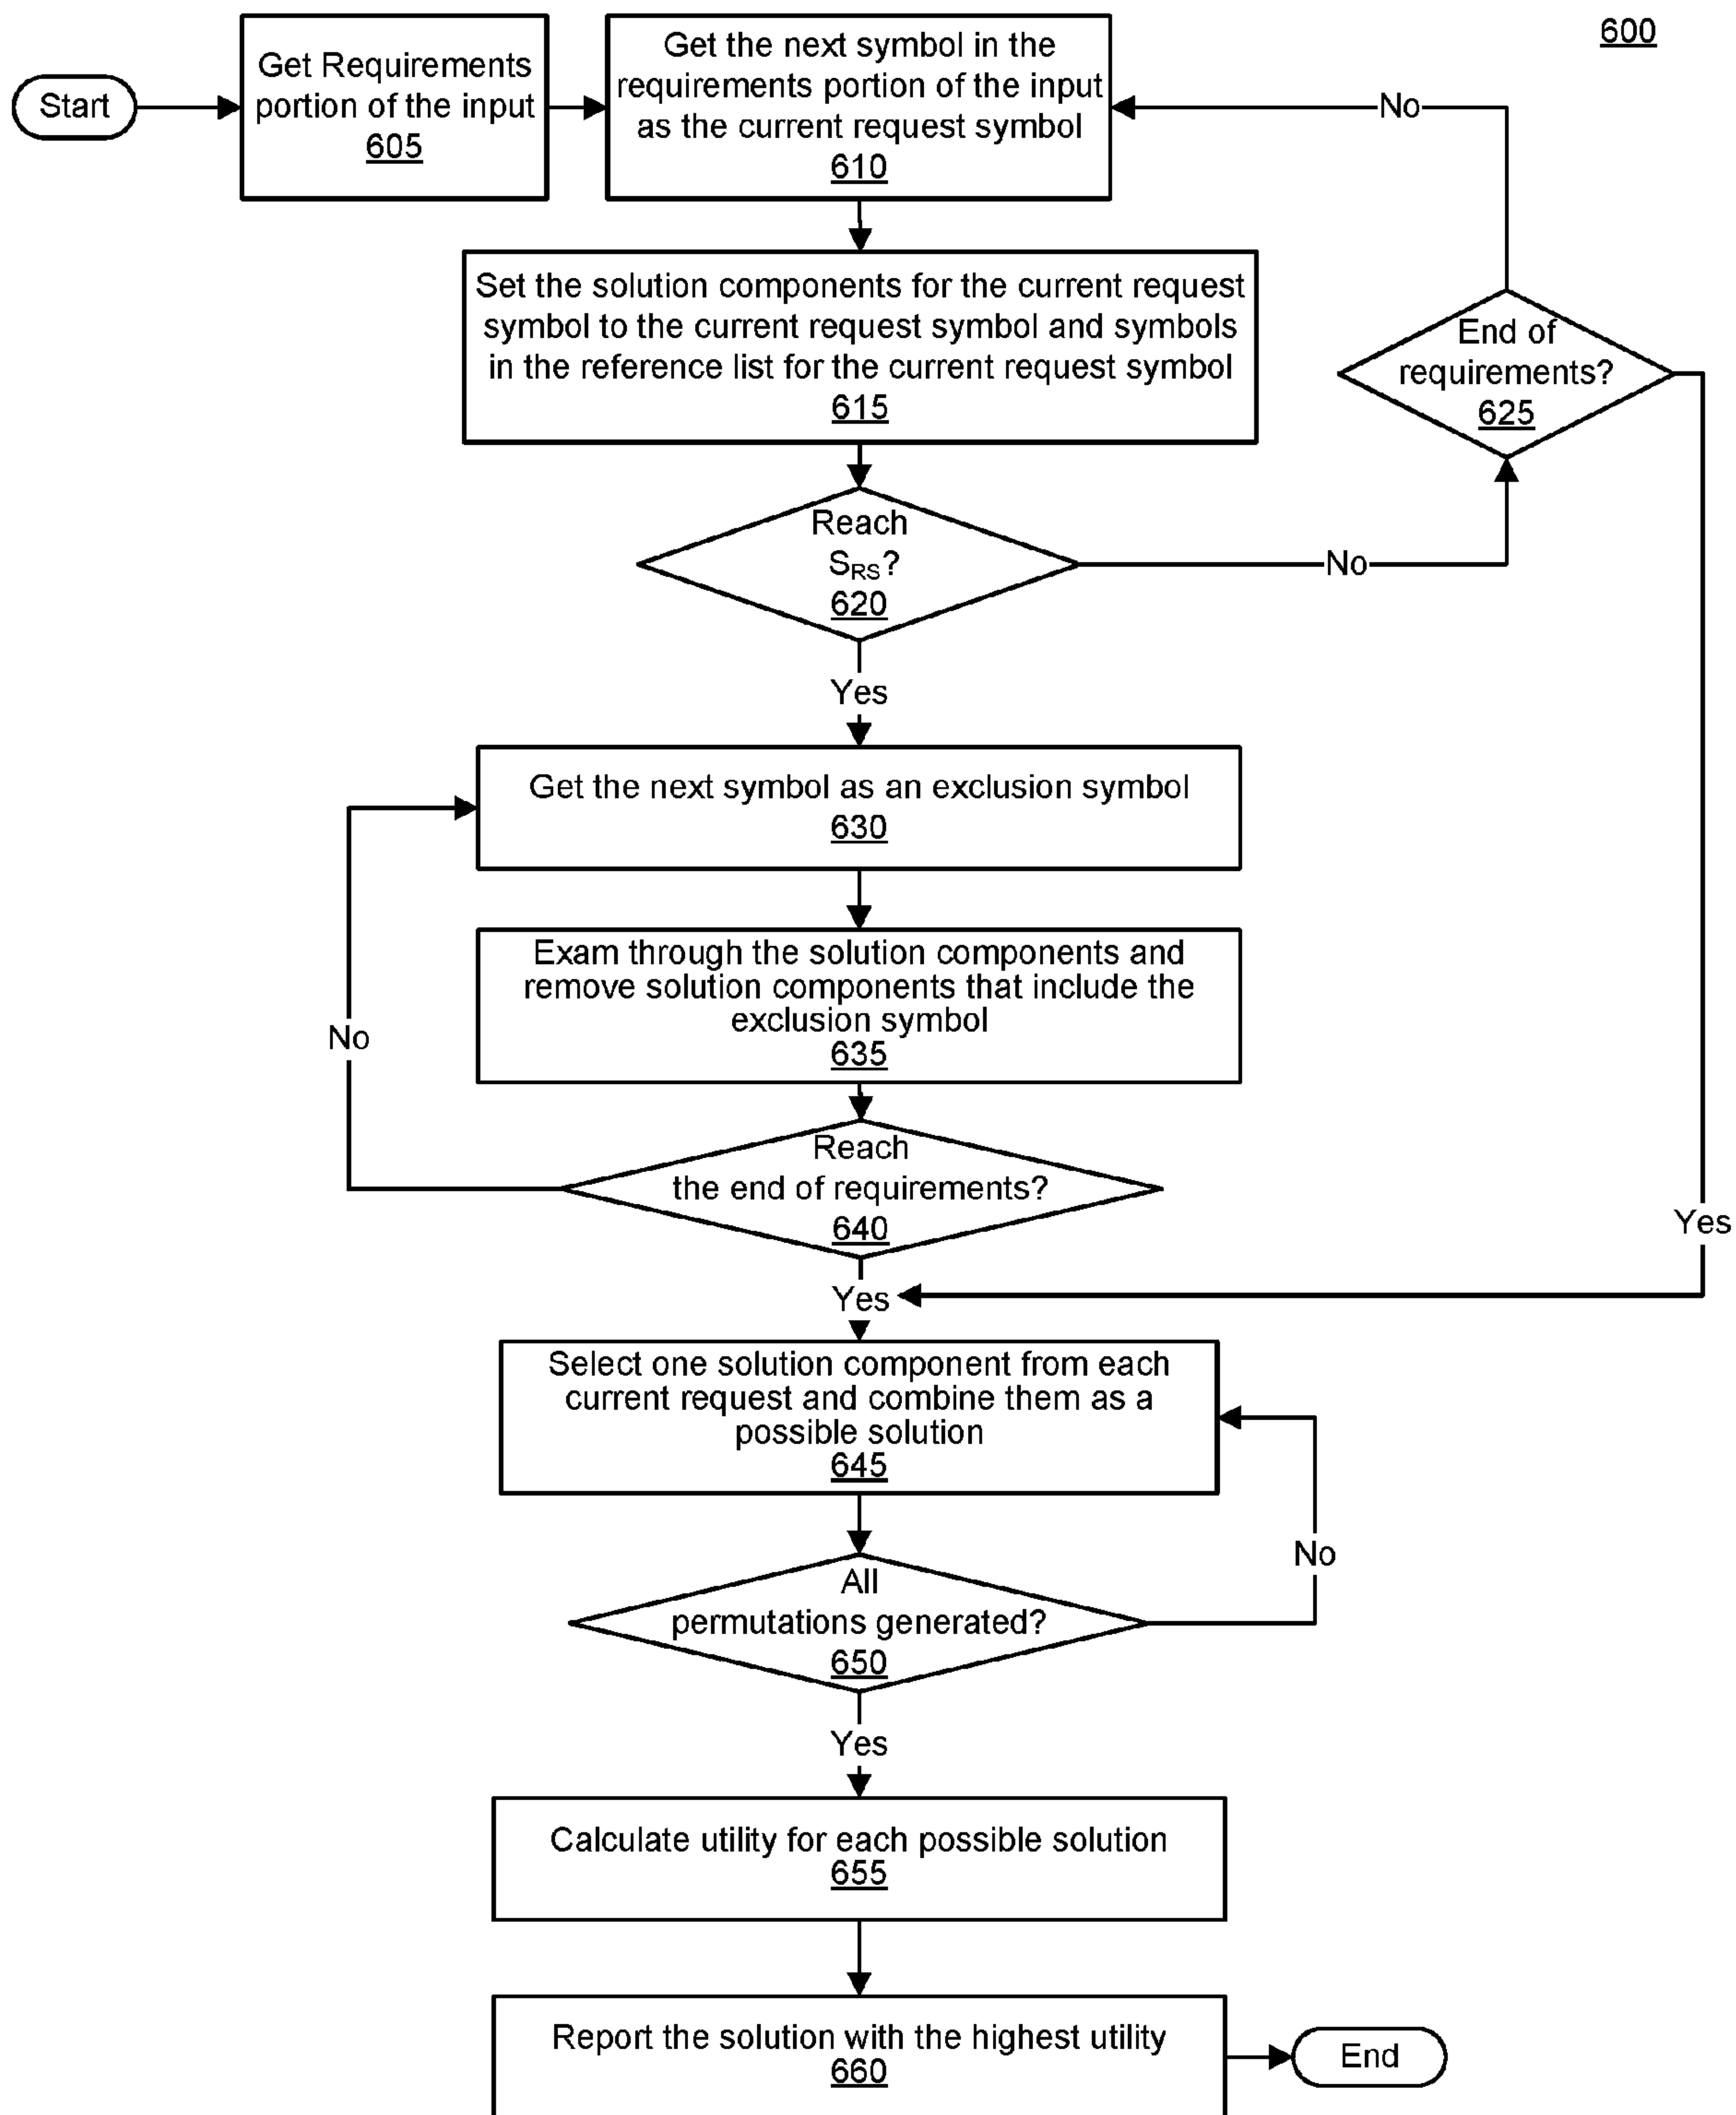 600
Start
Get Requirements
portion of the input
605
Get the next symbol in the
requirements portion of the input
as the current request symbol
610
No
Set the solution components for the current request
symbol to the current request symbol and symbols
in the reference list for the current request symbol
615
End of
requirements?
625
Reach
S_RS?
620
No
Yes
Get the next symbol as an exclusion symbol
630
Exam through the solution components and
remove solution components that include the
exclusion symbol
635
No
Reach
the end of requirements?
640
Yes
Yes
Select one solution component from each
current request and combine them as a
possible solution
645
No
All
permutations generated?
650
Yes
Calculate utility for each possible solution
655
Report the solution with the highest utility
660
End